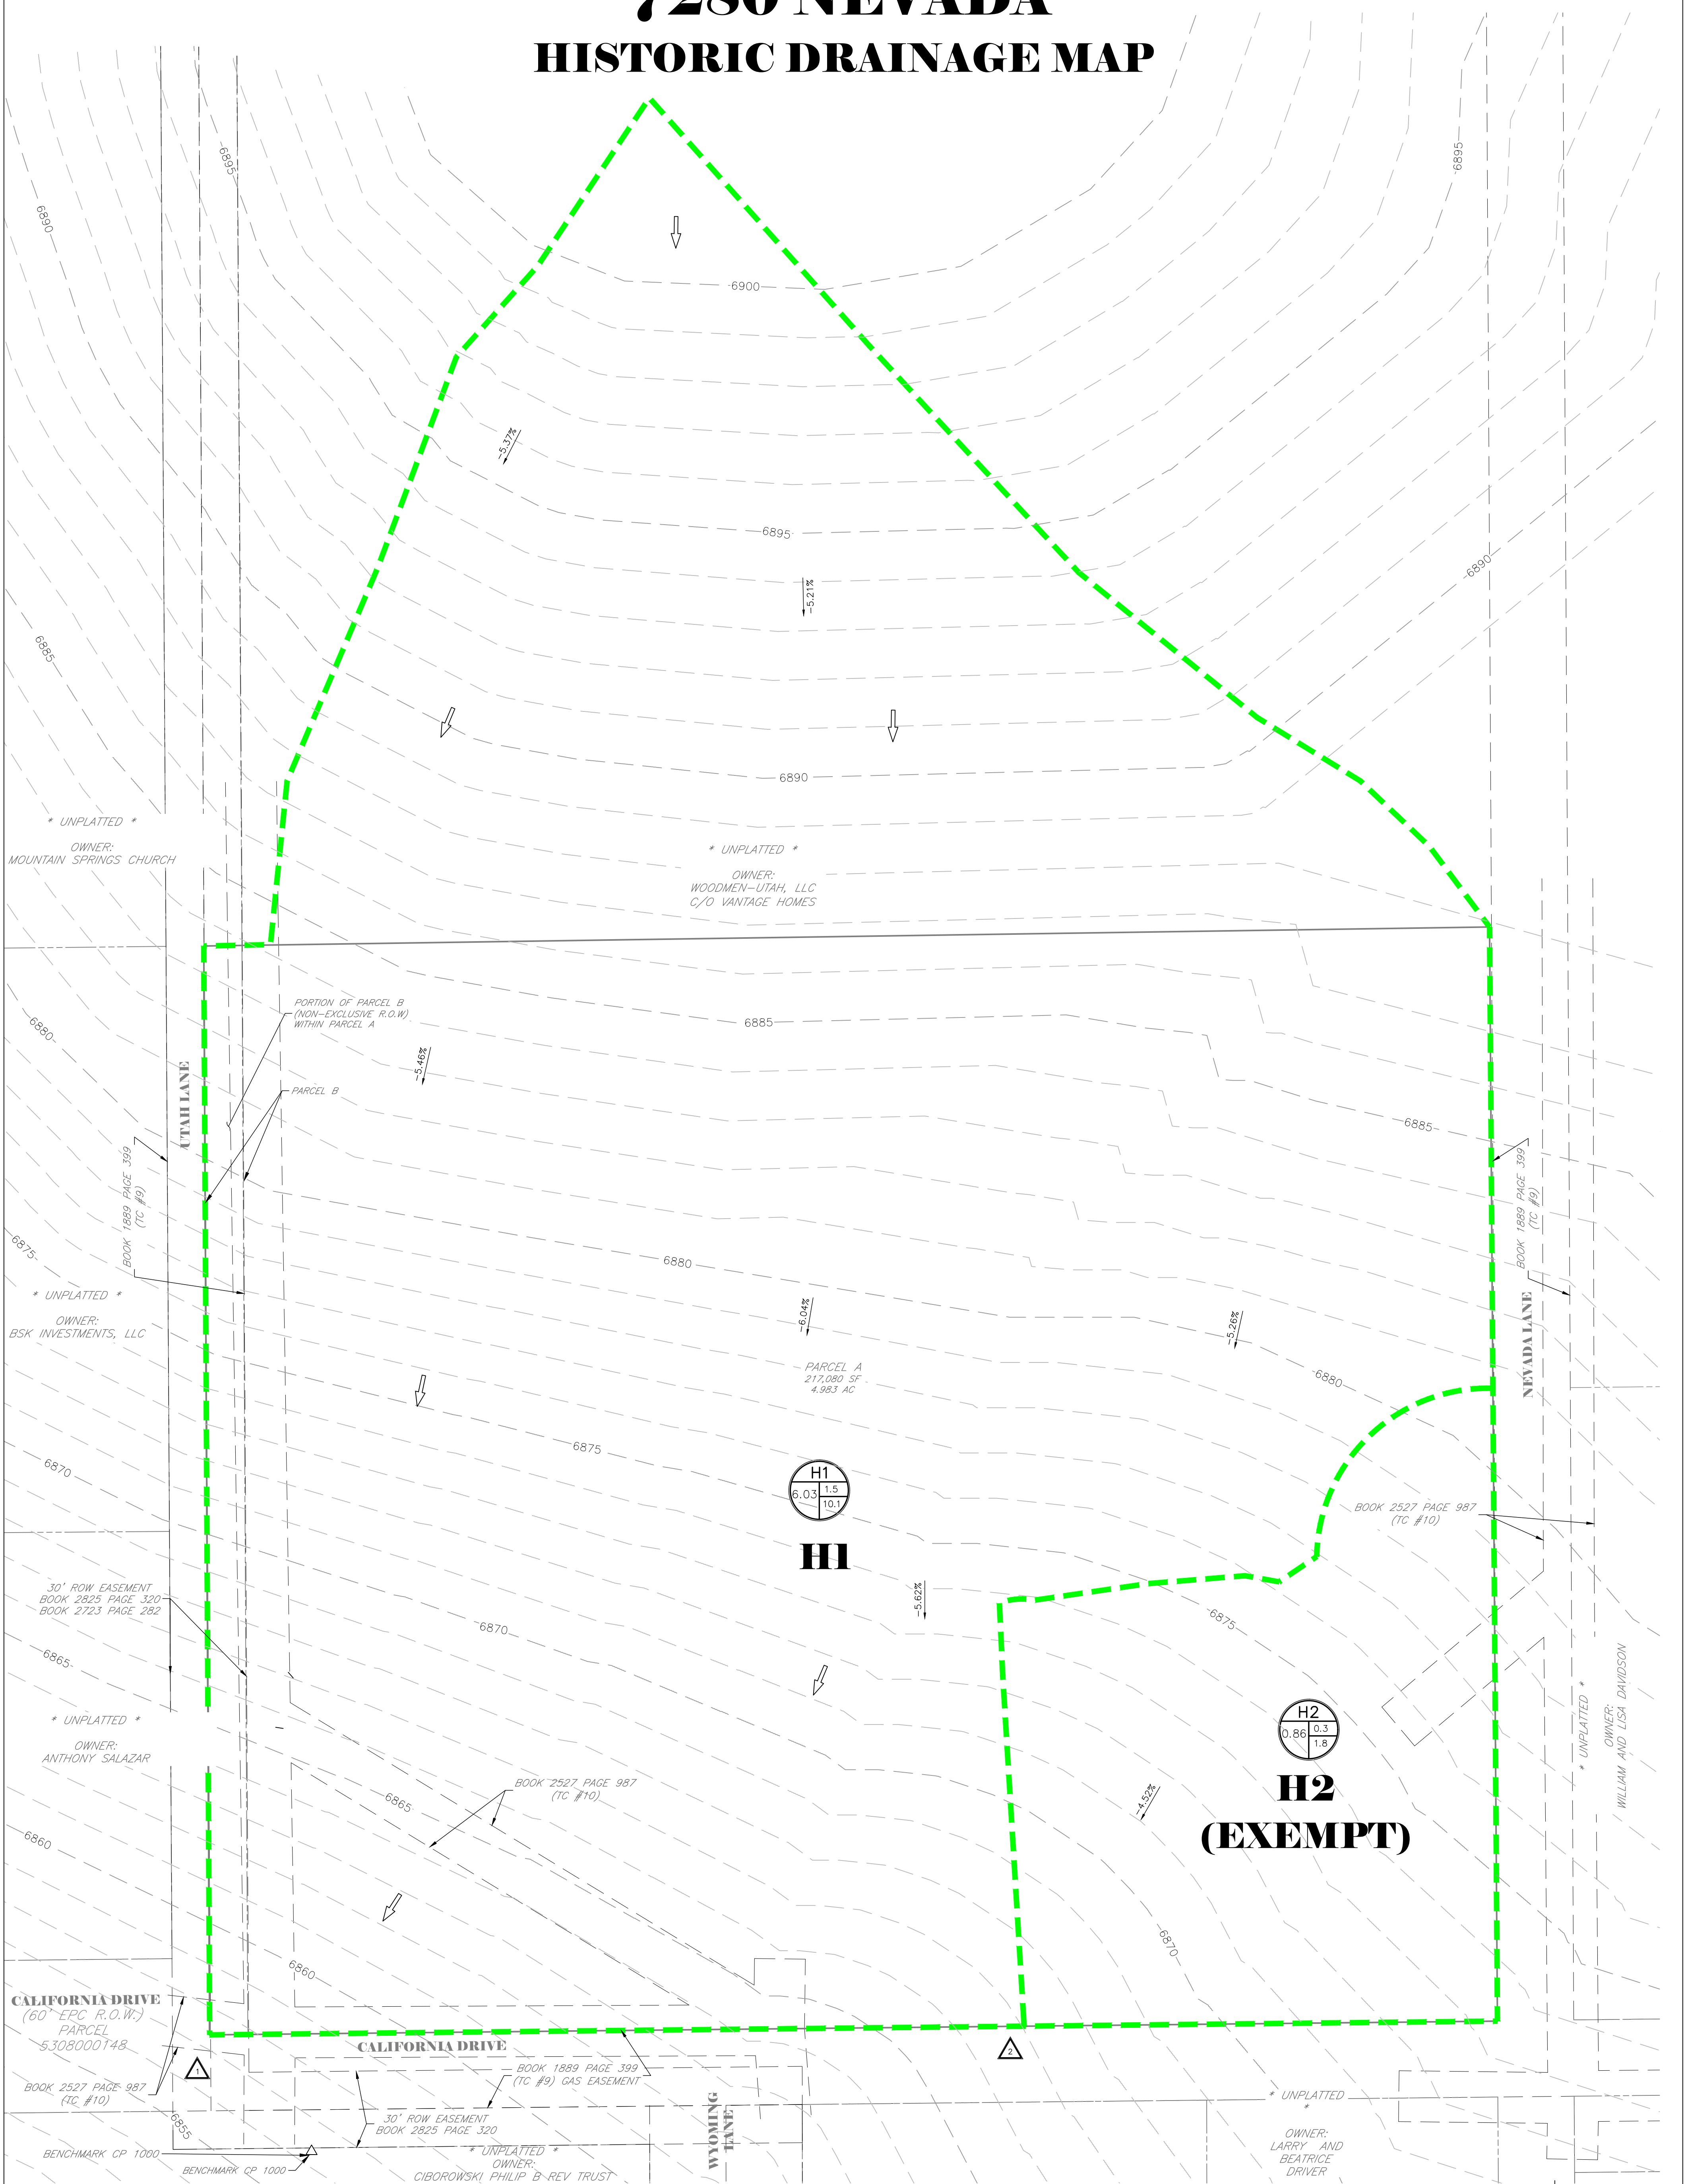 7280 NEVADA
HISTORIC DRAINAGE MAP
6895
6895
6890
6900
-5.37%
6895
6890
-5.21%
6885
6890
* UNPLATTED *
OWNER:
MOUNTAIN SPRINGS CHURCH
* UNPLATTED *
OWNER:
WOODMEN-UTAH, LLC
C/O VANTAGE HOMES
PORTION OF PARCEL B
(NON-EXCLUSIVE R.O.W)
WITHIN PARCEL A
6880
6885
-5.46%
UTAH LANE
PARCEL B
6885
BOOK 1889 PAGE 399
(TC #9)
BOOK 1889 PAGE 399
(TC #9)
6875
6880
* UNPLATTED *
OWNER:
BSK INVESTMENTS, LLC
-6.04%
-5.26%
NEVADA LANE
PARCEL A
217,080 SF
4.983 AC
6880
6875
6870
H1
6.03
1.5
10.1
H1
BOOK 2527 PAGE 987
(TC #10)
30' ROW EASEMENT
BOOK 2825 PAGE 320
BOOK 2723 PAGE 282
-5.62%
6875
6870
6865
* UNPLATTED *
OWNER:
ANTHONY SALAZAR
H2
0.86
0.3
1.8
H2
(EXEMPT)
* UNPLATTED *
OWNER:
WILLIAM AND LISA DAVIDSON
BOOK 2527 PAGE 987
(TC #10)
6865
-4.52%
6860
6870
6860
CALIFORNIA DRIVE
(60' EPC R.O.W.)
PARCEL
5308000148
CALIFORNIA DRIVE
1
2
BOOK 1889 PAGE 399
(TC #9) GAS EASEMENT
BOOK 2527 PAGE 987
(TC #10)
6855
30' ROW EASEMENT
BOOK 2825 PAGE 320
WYOMING
LANE
* UNPLATTED
*
OWNER:
LARRY AND
BEATRICE
DRIVER
BENCHMARK CP 1000
BENCHMARK CP 1000
* UNPLATTED *
OWNER:
CIBOROWSKI PHILIP B REV TRUST